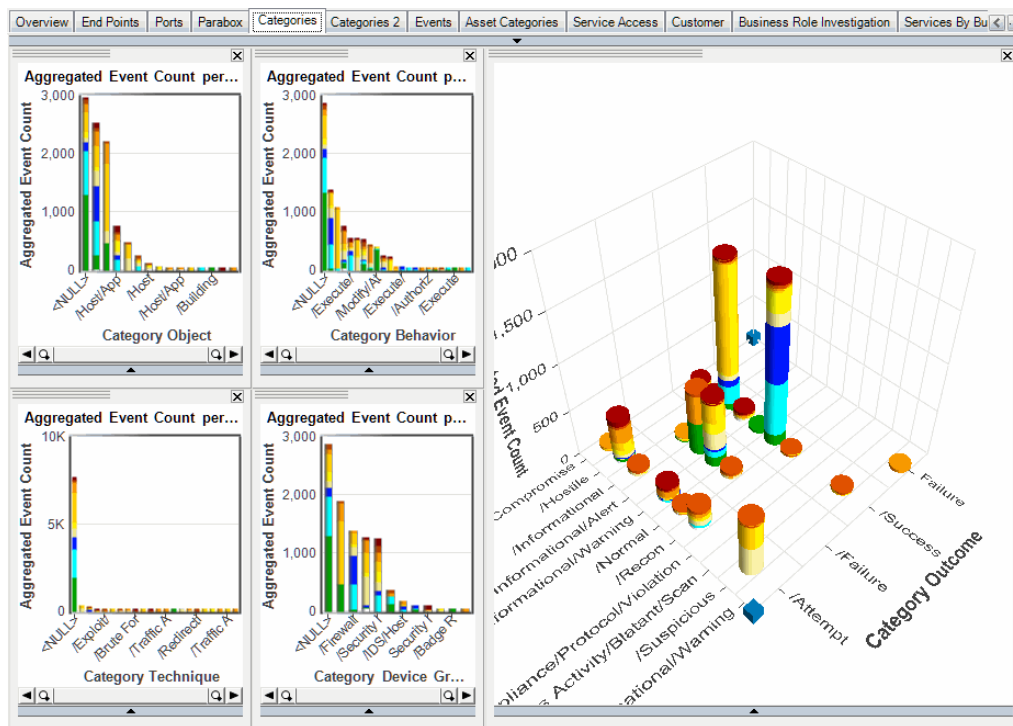 Overview End Points Ports Parabox Categories Categories 2 Events Asset Categories Service Access Customer Business Role Investigation Services By Bu
Aggregated Event Count per...
3,000
2,000
1,000
0
Aggregated Event Count
<NULL>
/Host/App
/Host
/Host/App
/Building
Category Object
Aggregated Event Count p...
3,000
2,000
1,000
0
Aggregated Event Count
<NULL>
/Execute/
/Modify/At
/Execute/
/Authoriz
/Execute
Category Behavior
Aggregated Event Count per...
10K
5K
0
Aggregated Event Count
<NULL>
/Exploit/
/Brute For
/Traffic A
/Redirect
/Traffic A
Category Technique
Aggregated Event Count p...
3,000
2,000
1,000
0
Aggregated Event Count
<NULL>
/Firewall
/Security I
/IDS/Host
Security I
/Badge R
Category Device Gr...
00
1,500
1,000
500
0
ed Event Count
Compromise
/Hostile
/Informational
nformational/Alert
ormational/Warning
/Normal
/Recon
pliance/Protocol/Violation
s Activity/Blatant/Scan
/Suspicious
ational/Warning
/Attempt
/Failure
/Success
Failure
Category Outcome